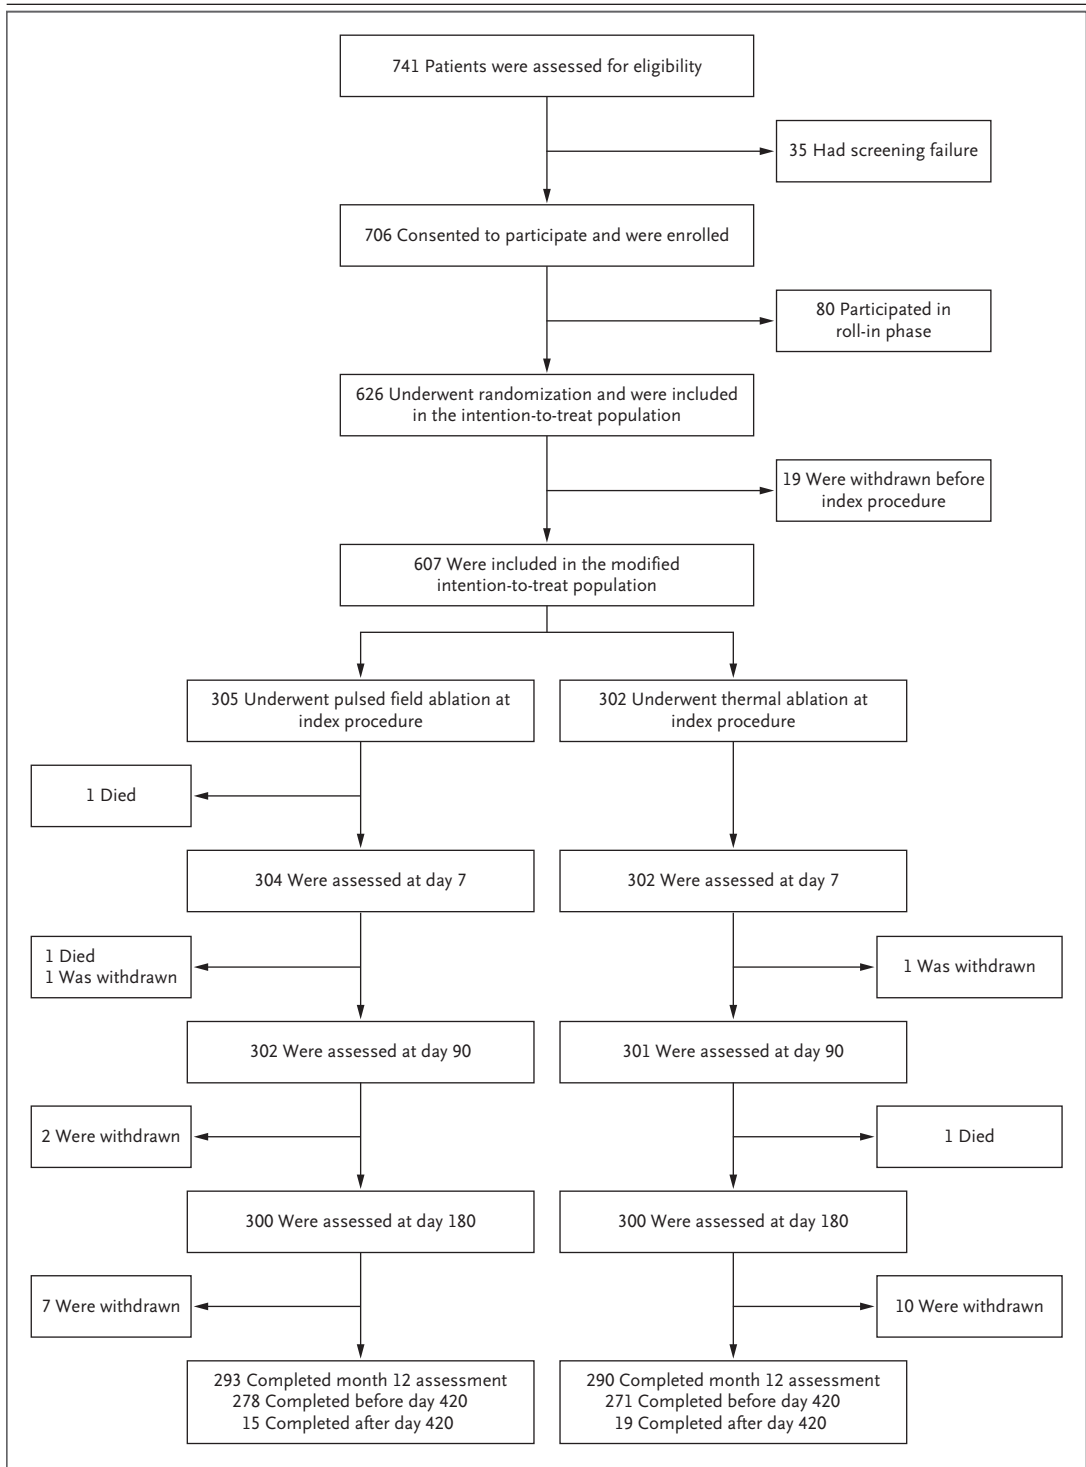 741 Patients were assessed for eligibility
35 Had screening failure
706 Consented to participate and were enrolled
80 Participated in
roll-in phase
626 Underwent randomization and were included
in the intention-to-treat population
19 Were withdrawn before
index procedure
607 Were included in the modified
intention-to-treat population
305 Underwent pulsed field ablation at
index procedure
302 Underwent thermal ablation at
index procedure
1 Died
304 Were assessed at day 7
302 Were assessed at day 7
1 Died
1 Was withdrawn
1 Was withdrawn
302 Were assessed at day 90
301 Were assessed at day 90
2 Were withdrawn
1 Died
300 Were assessed at day 180
300 Were assessed at day 180
7 Were withdrawn
10 Were withdrawn
293 Completed month 12 assessment
278 Completed before day 420
15 Completed after day 420
290 Completed month 12 assessment
271 Completed before day 420
19 Completed after day 420